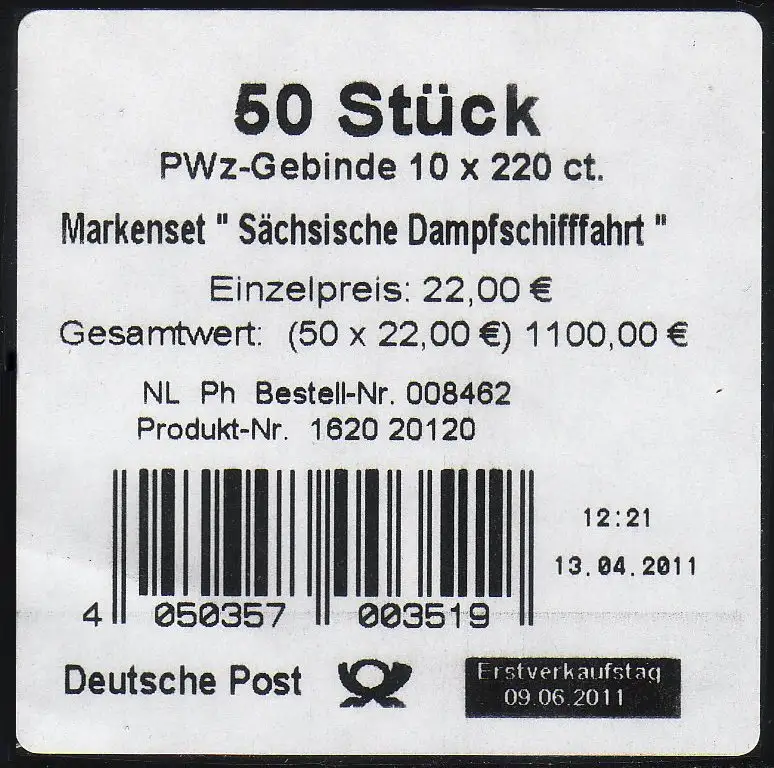 50 Stück
PWz-Gebinde 10 x 220 ct.
Markenset " Sächsische Dampfschifffahrt "
Einzelpreis: 22,00 €
Gesamtwert: (50 x 22,00 €) 1100,00 €
NL Ph Bestell-Nr. 008462
Produkt-Nr. 1620 20120
12:21
13.04.2011
4 050357 003519
Deutsche Post
Erstverkaufstag
09.06.2011